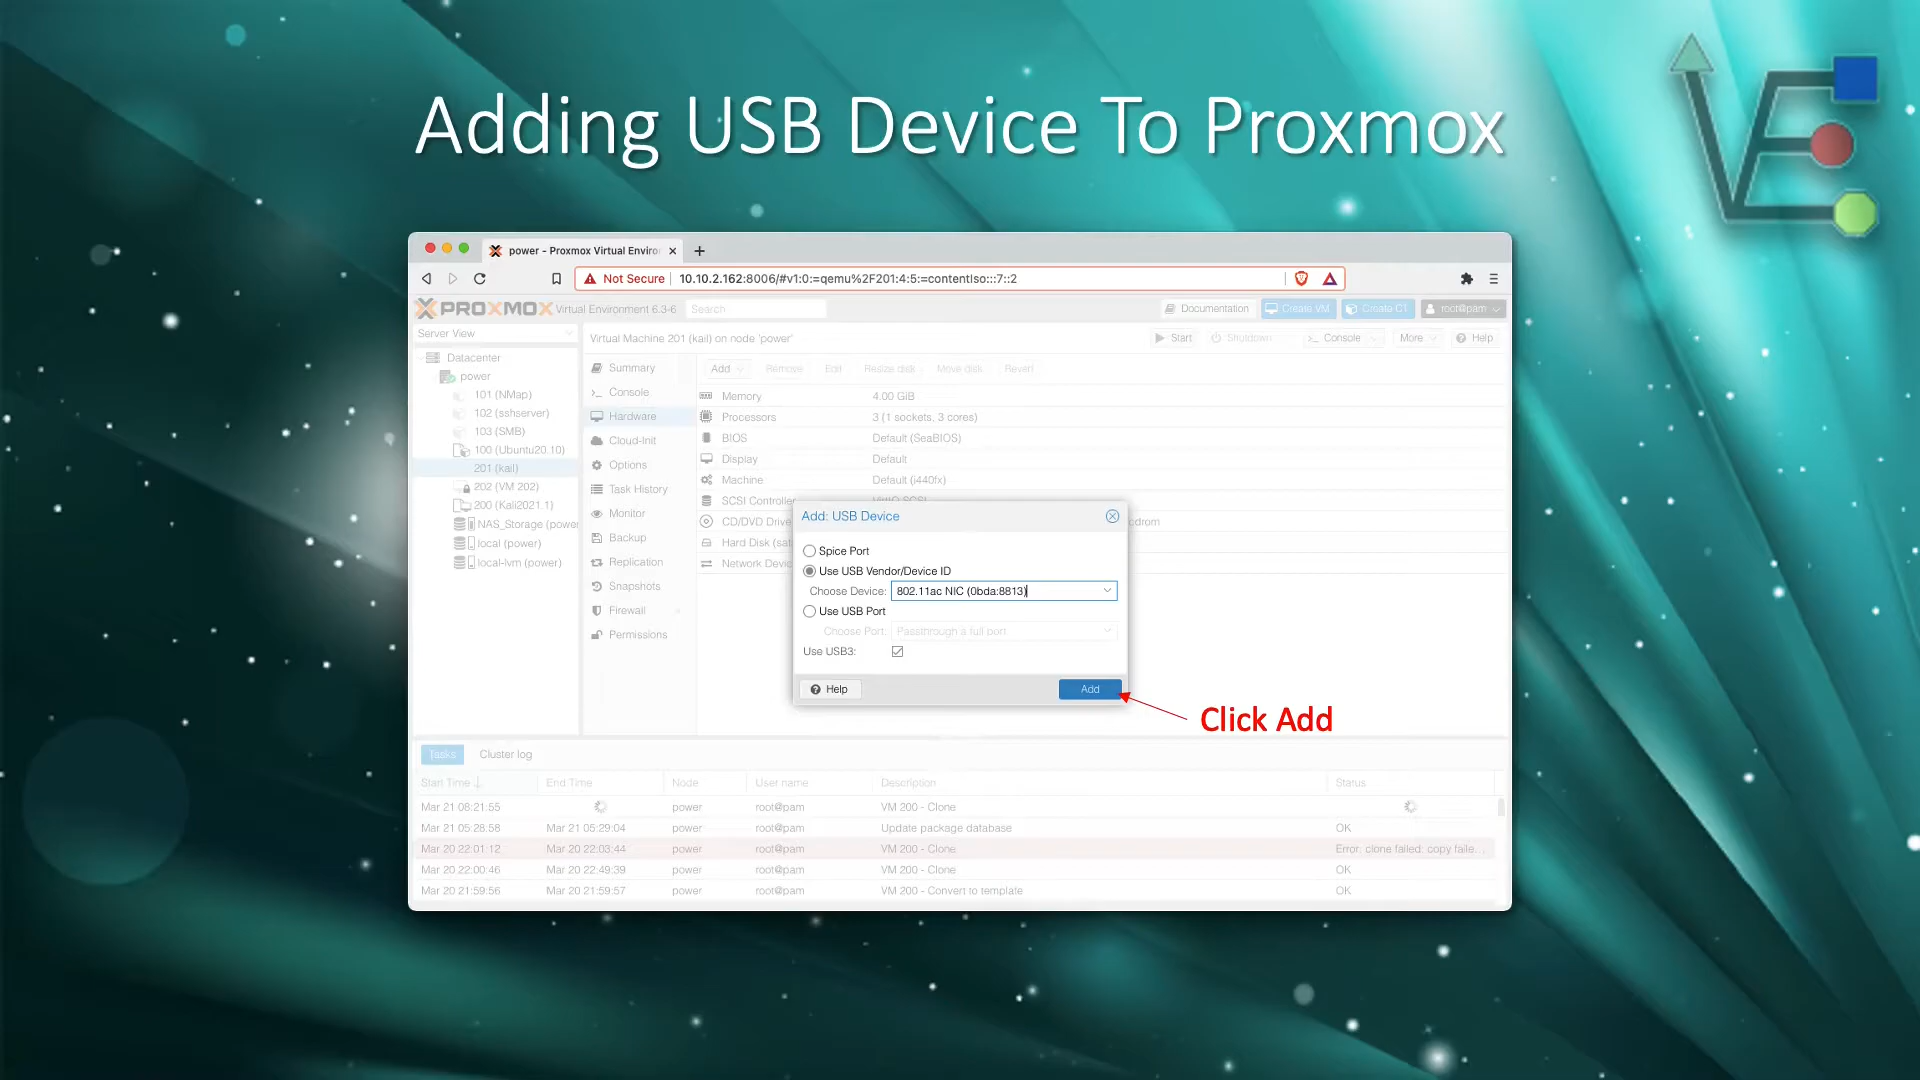 Adding USB Device To Proxmox
power - Proxmox Virtual Enviro
Not Secure 10.10.2.162:8006/#v1:0:=qemu%2F201:4:5:=contentIso:::7::2
PROXMOX Virtual Environment 6.3-6 Search Documentation Create VM Create CT root@pam
Server View
Virtual Machine 201 (kail) on node 'power' Start Shutdown Console More Help
Datacenter
power
101 (NMap)
102 (sshserver)
103 (SMB)
100 (Ubuntu20.10)
201 (kail)
202 (VM 202)
200 (Kali2021.1)
NAS_Storage (power
local (power)
local-lvm (power)
Summary
Console
Hardware
Cloud-Init
Options
Task History
Monitor
Backup
Replication
Snapshots
Firewall
Permissions
Add Remove Edit Resize disk Move disk Revert
Memory 4.00 GiB
Processors 3 (1 sockets, 3 cores)
BIOS Default (SeaBIOS)
Display Default
Machine Default (i440fx)
SCSI Controller VirtIO SCSI
CD/DVD Drive cdrom
Hard Disk (sat
Network Devic
Add: USB Device
Spice Port
Use USB Vendor/Device ID
Choose Device: 802.11ac NIC (0bda:8813)
Use USB Port
Choose Port: Passthrough a full port
Use USB3:
Help Add
Click Add
Tasks Cluster log
Start Time End Time Node User name Description Status
Mar 21 08:21:55 power root@pam VM 200 - Clone
Mar 21 05:28:58 Mar 21 05:29:04 power root@pam Update package database OK
Mar 20 22:01:12 Mar 20 22:03:44 power root@pam VM 200 - Clone Error: clone failed: copy faile...
Mar 20 22:00:46 Mar 20 22:49:39 power root@pam VM 200 - Clone OK
Mar 20 21:59:56 Mar 20 21:59:57 power root@pam VM 200 - Convert to template OK